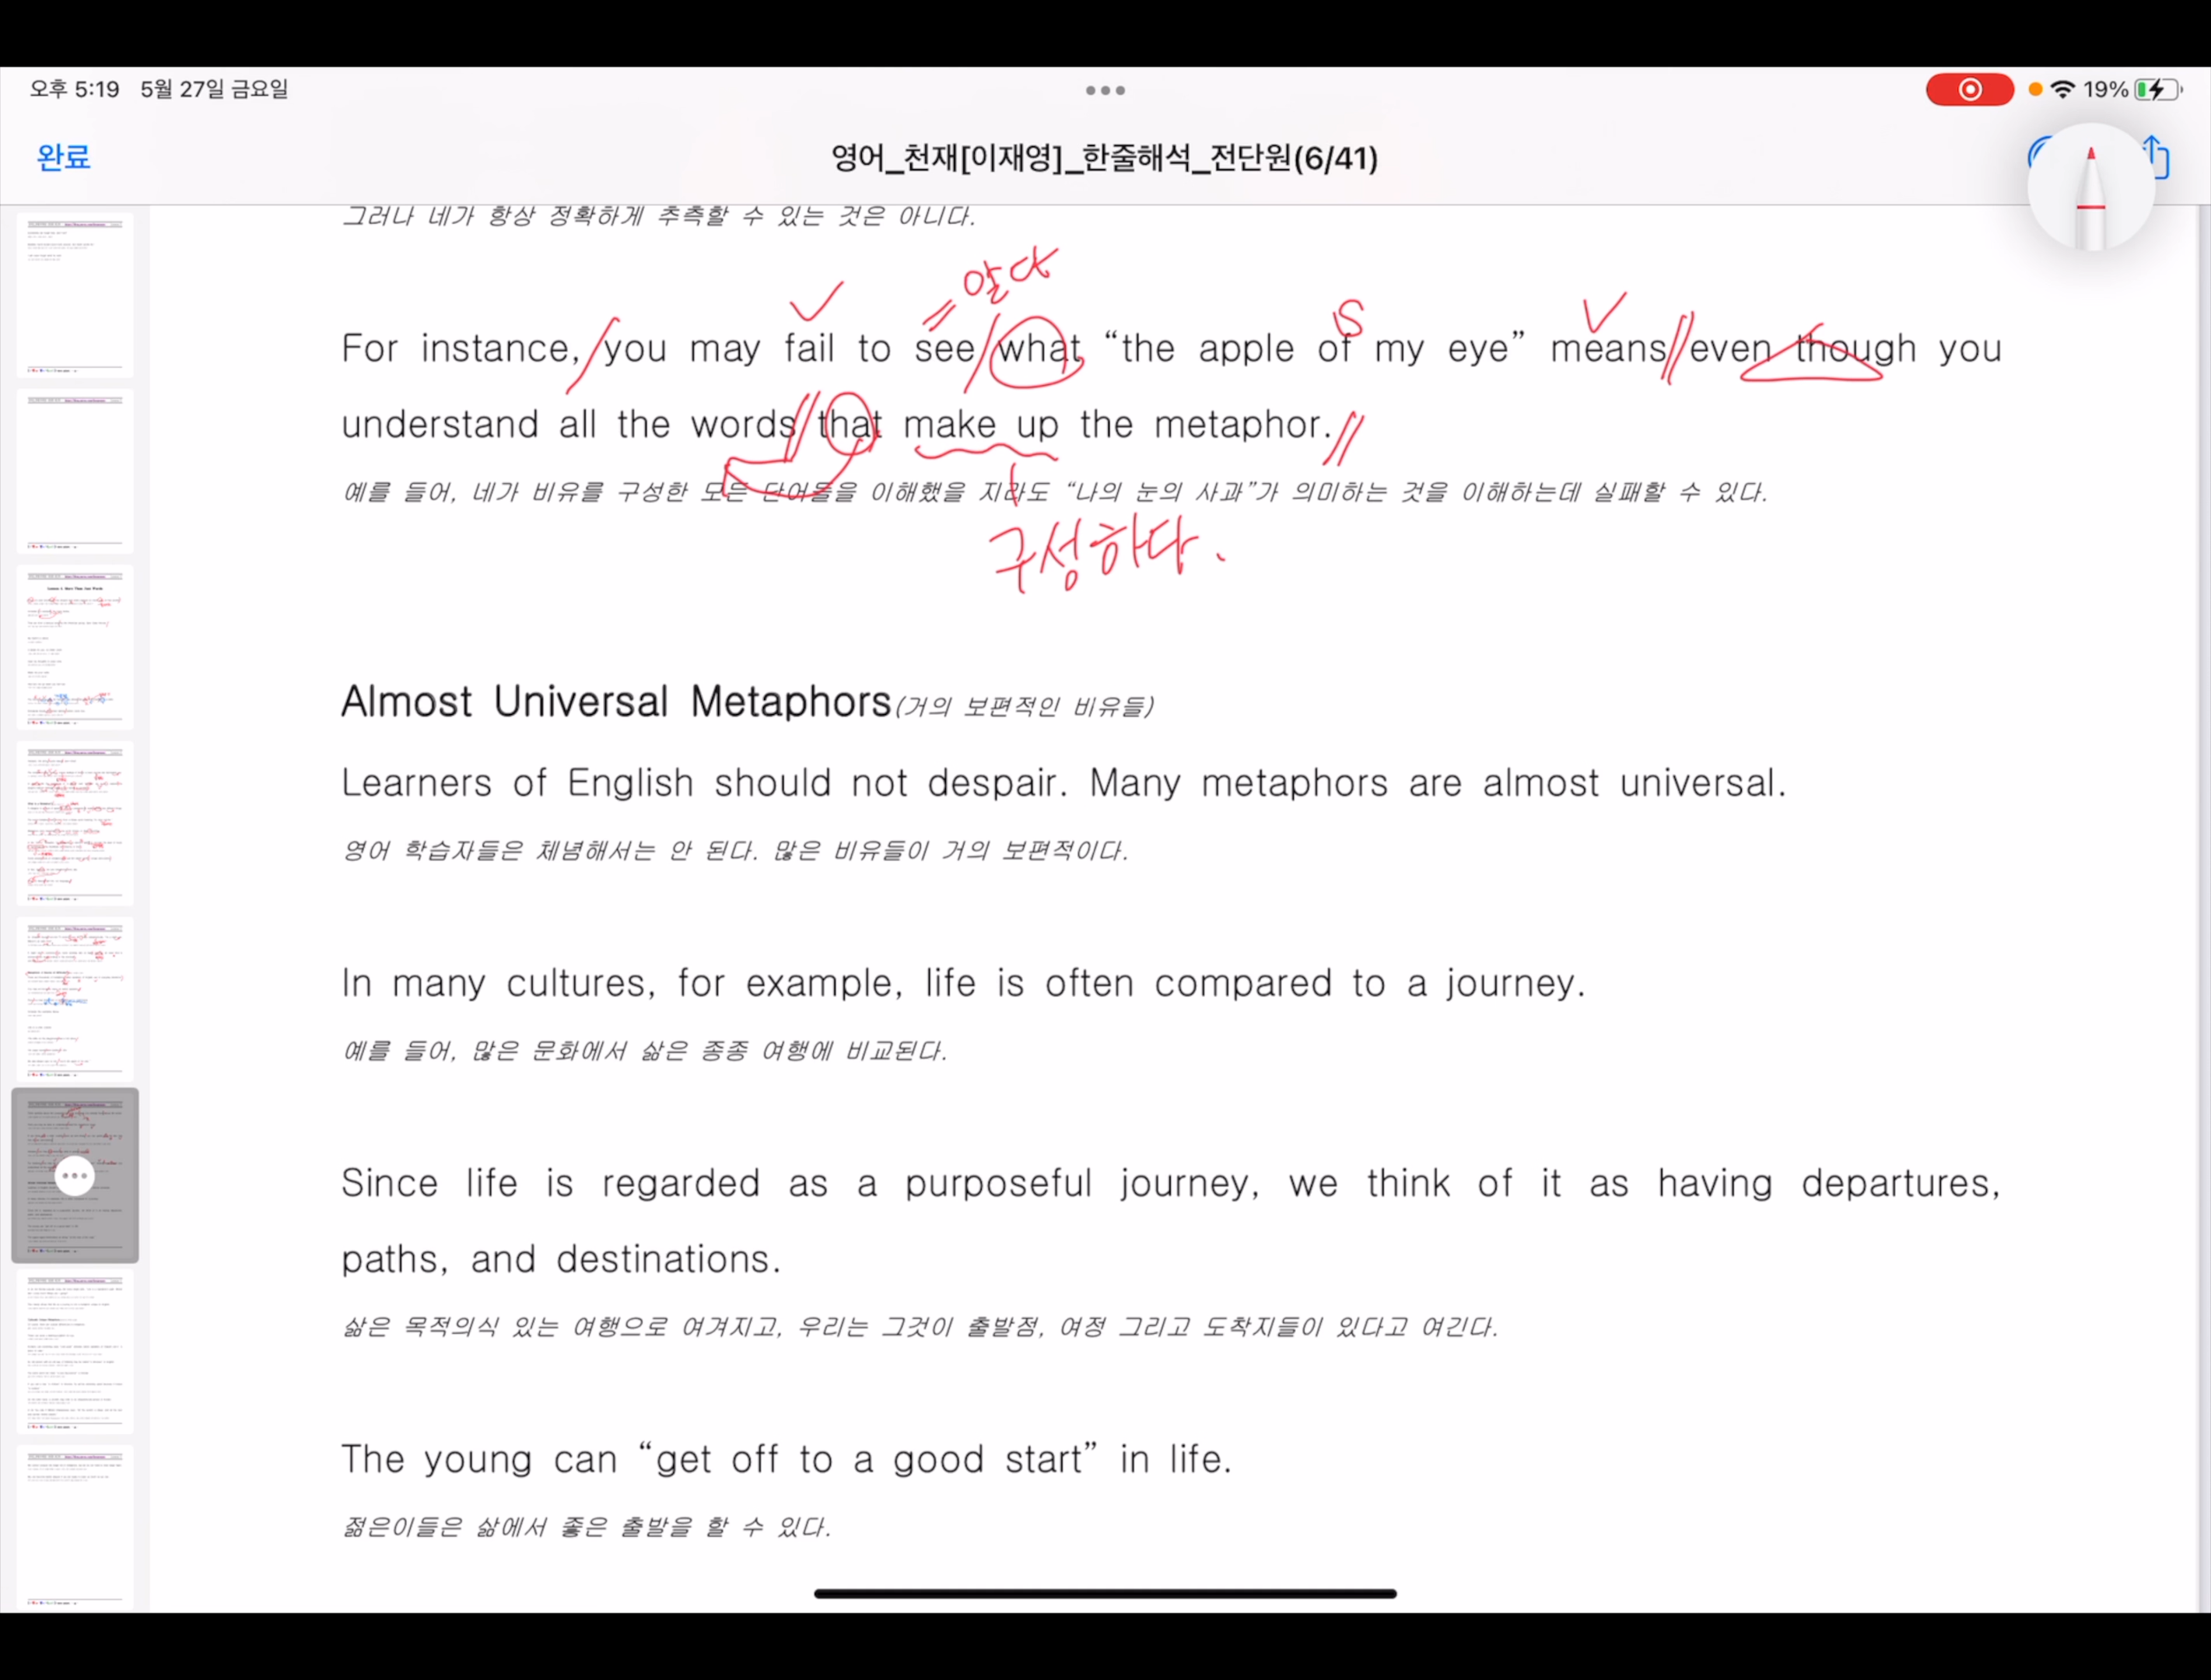 오후 5:19 5월 27일 금요일
19%
완료
영어_천재[이재영]_한줄해석_전단원(6/41)
그러나 네가 항상 정확하게 추측할 수 있는 것은 아니다.
= 알다
S
For instance, you may fail to see what “the apple of my eye” means even though you
understand all the words that make up the metaphor.
예를 들어, 네가 비유를 구성한 모든 단어들을 이해했을 지라도 “나의 눈의 사과”가 의미하는 것을 이해하는데 실패할 수 있다.
구성하다.
Almost Universal Metaphors(거의 보편적인 비유들)
Learners of English should not despair. Many metaphors are almost universal.
영어 학습자들은 체념해서는 안 된다. 많은 비유들이 거의 보편적이다.
In many cultures, for example, life is often compared to a journey.
예를 들어, 많은 문화에서 삶은 종종 여행에 비교된다.
Since life is regarded as a purposeful journey, we think of it as having departures,
paths, and destinations.
삶은 목적의식 있는 여행으로 여겨지고, 우리는 그것이 출발점, 여정 그리고 도착지들이 있다고 여긴다.
The young can “get off to a good start” in life.
젊은이들은 삶에서 좋은 출발을 할 수 있다.